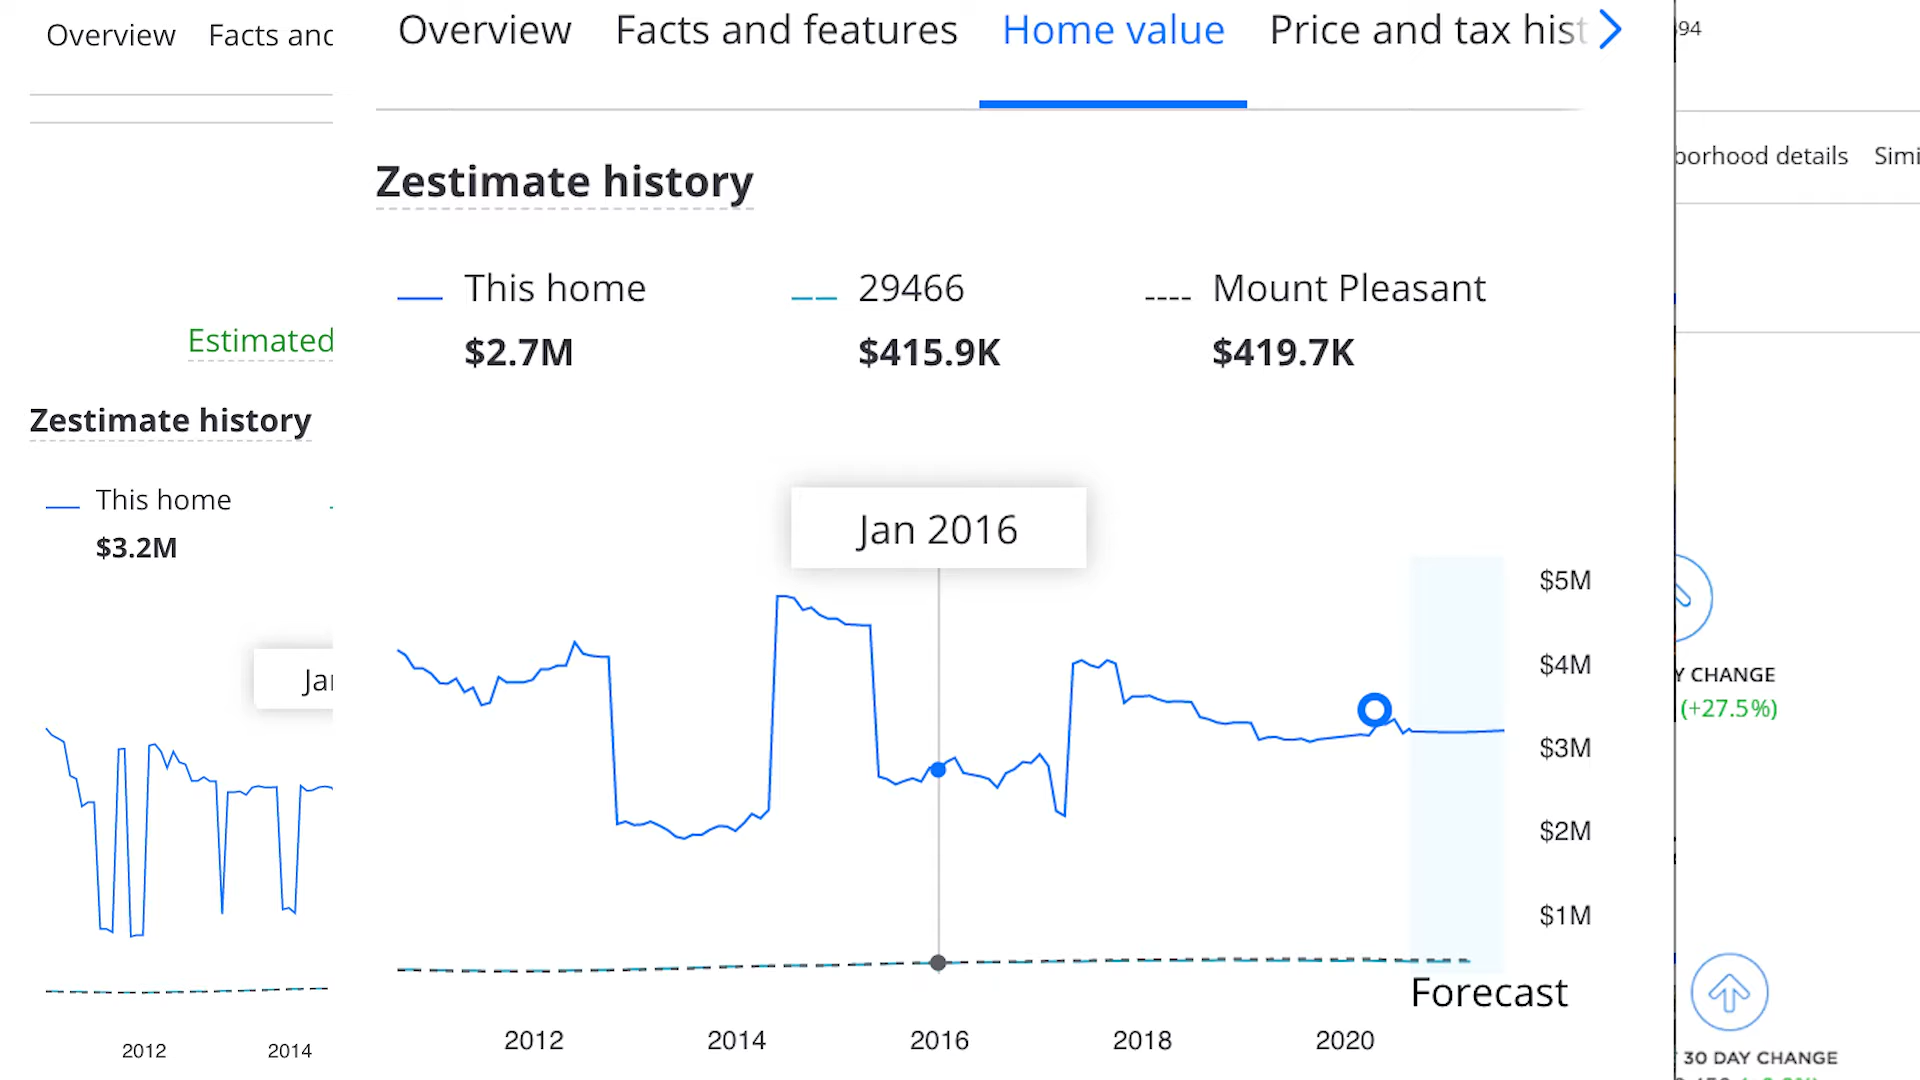 Overview Facts and
Estimated
Zestimate history
This home
$3.2M
2012 2014
Overview Facts and features Home value Price and tax hist
Zestimate history
This home 29466 Mount Pleasant
$2.7M $415.9K $419.7K
Jan 2016
$5M
$4M
$3M
$2M
$1M
Forecast
2012 2014 2016 2018 2020
94
borhood details Simi
Y CHANGE
(+27.5%)
30 DAY CHANGE